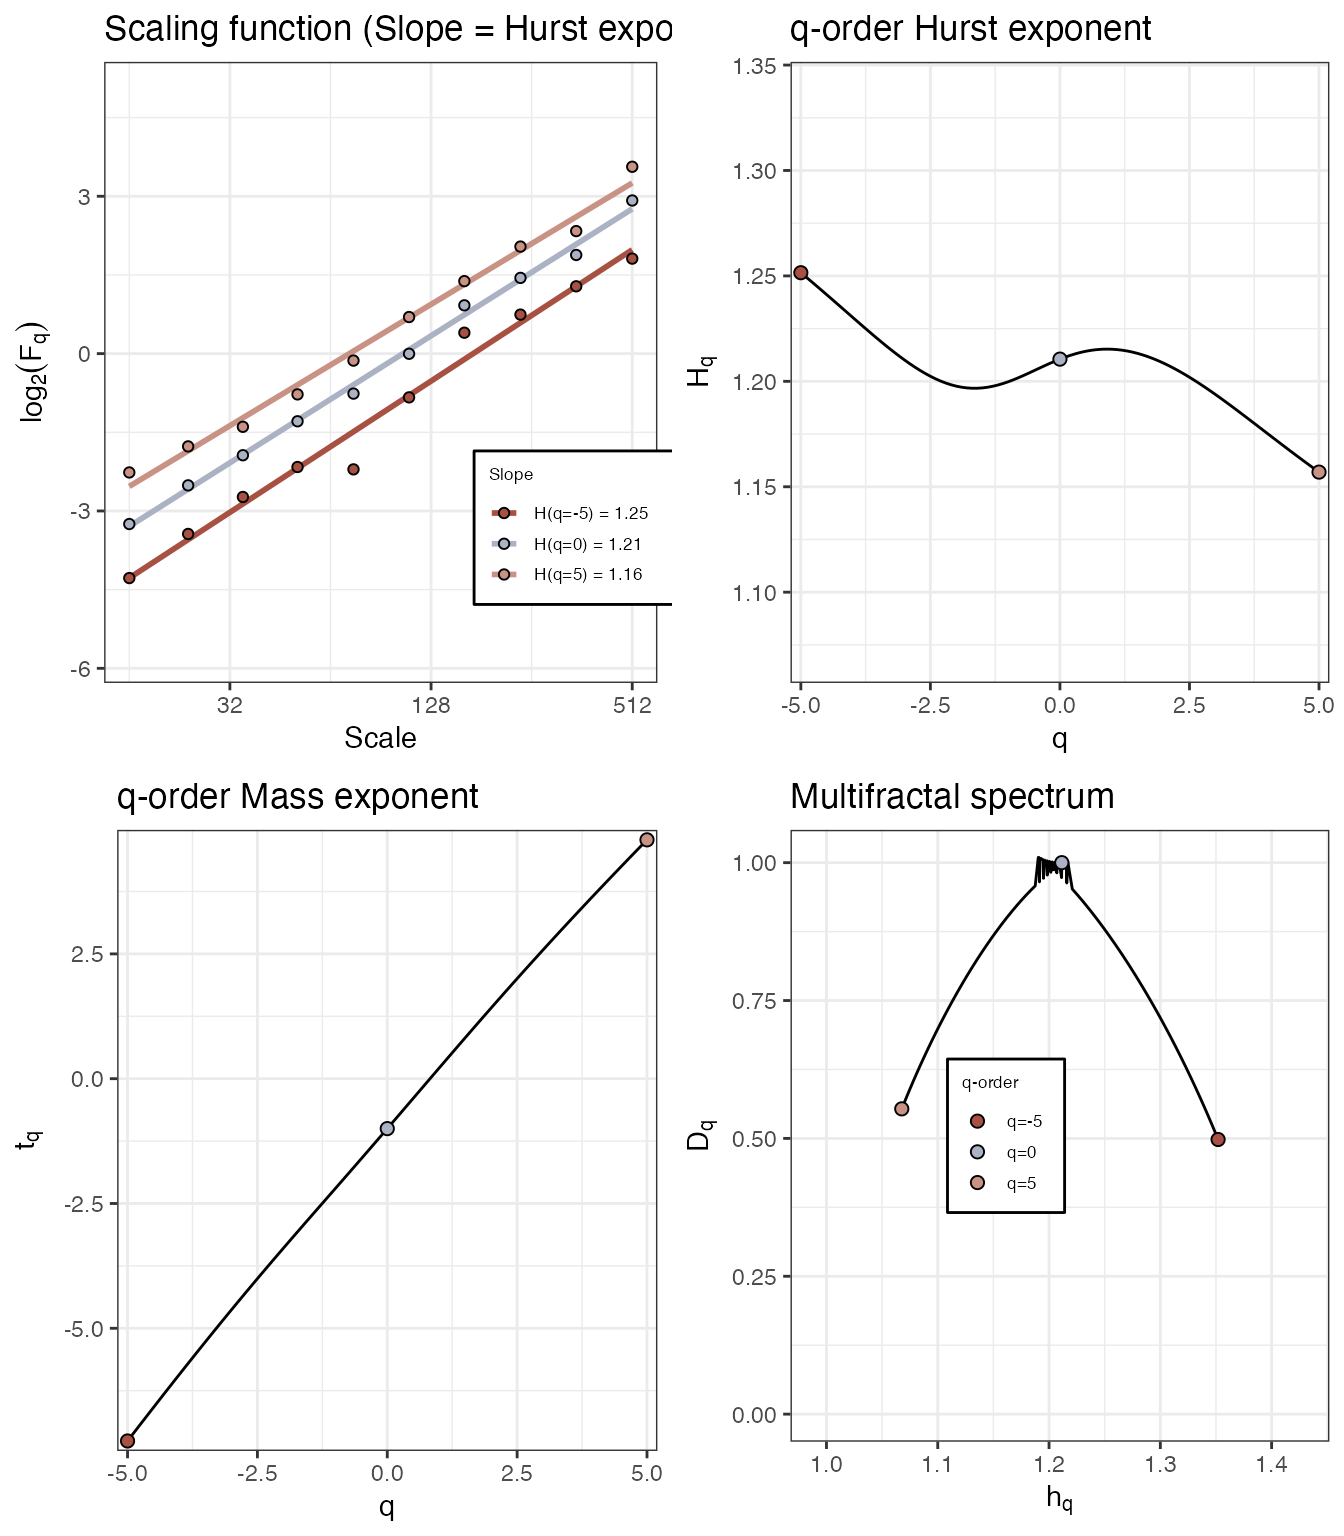 Scaling function (Slope = Hurst expo
log2(Fq)
3
0
-3
-6
32 128 512
Scale
Slope
H(q=-5) = 1.25
H(q=0) = 1.21
H(q=5) = 1.16
q-order Hurst exponent
Hq
1.35
1.30
1.25
1.20
1.15
1.10
-5.0 -2.5 0.0 2.5 5.0
q
q-order Mass exponent
tq
2.5
0.0
-2.5
-5.0
-5.0 -2.5 0.0 2.5 5.0
q
Multifractal spectrum
Dq
1.00
0.75
0.50
0.25
0.00
q-order
q=-5
q=0
q=5
1.0 1.1 1.2 1.3 1.4
hq